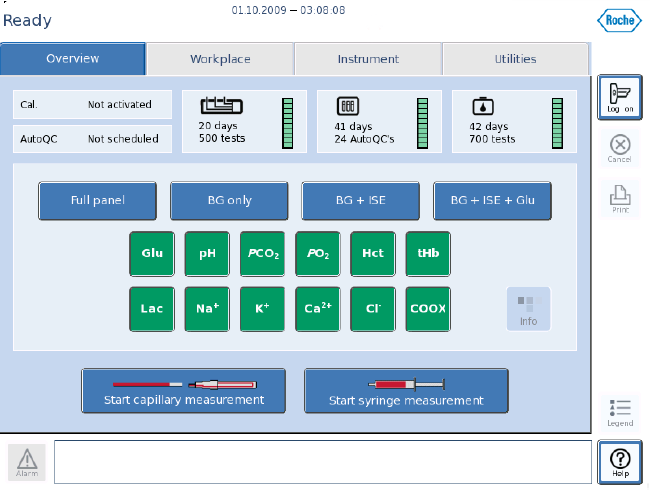 01.10.2009 – 03:08:08
Ready
Roche
Overview
Workplace
Instrument
Utilities
Cal. Not activated
AutoQC Not scheduled
20 days
500 tests
41 days
24 AutoQC's
42 days
700 tests
Log on
Cancel
Print
Full panel
BG only
BG + ISE
BG + ISE + Glu
Glu
pH
PCO₂
PO₂
Hct
tHb
Lac
Na⁺
K⁺
Ca²⁺
Cl⁻
COOX
Info
Start capillary measurement
Start syringe measurement
Legend
Alarm
Help